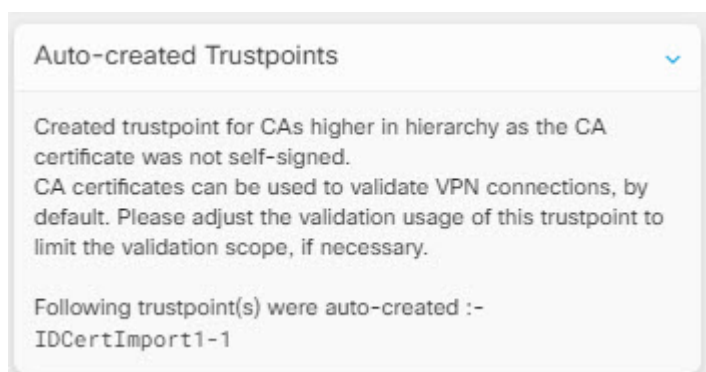 Auto-created Trustpoints
Created trustpoint for CAs higher in hierarchy as the CA
certificate was not self-signed.
CA certificates can be used to validate VPN connections, by
default. Please adjust the validation usage of this trustpoint to
limit the validation scope, if necessary.
Following trustpoint(s) were auto-created :-
IDCertImport1-1